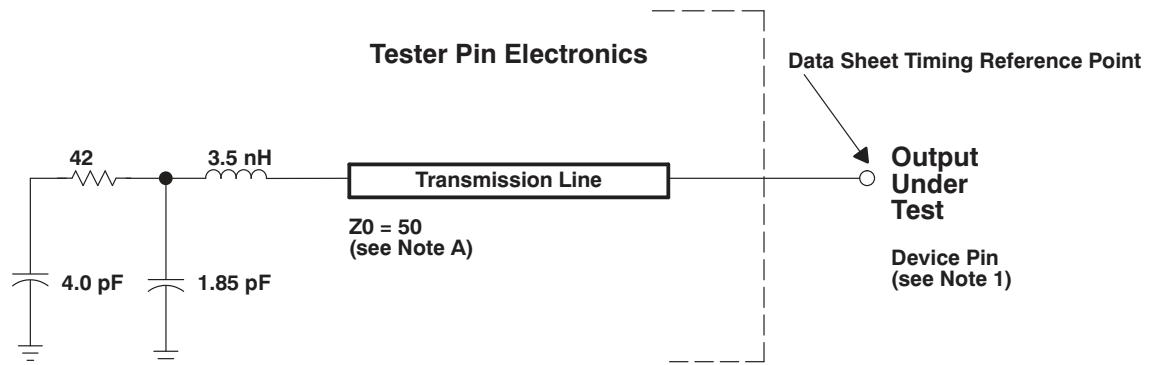 Tester Pin Electronics
Data Sheet Timing Reference Point
42
3.5 nH
Transmission Line
Output
Under
Test
Z0 = 50
(see Note A)
Device Pin
(see Note 1)
4.0 pF
1.85 pF